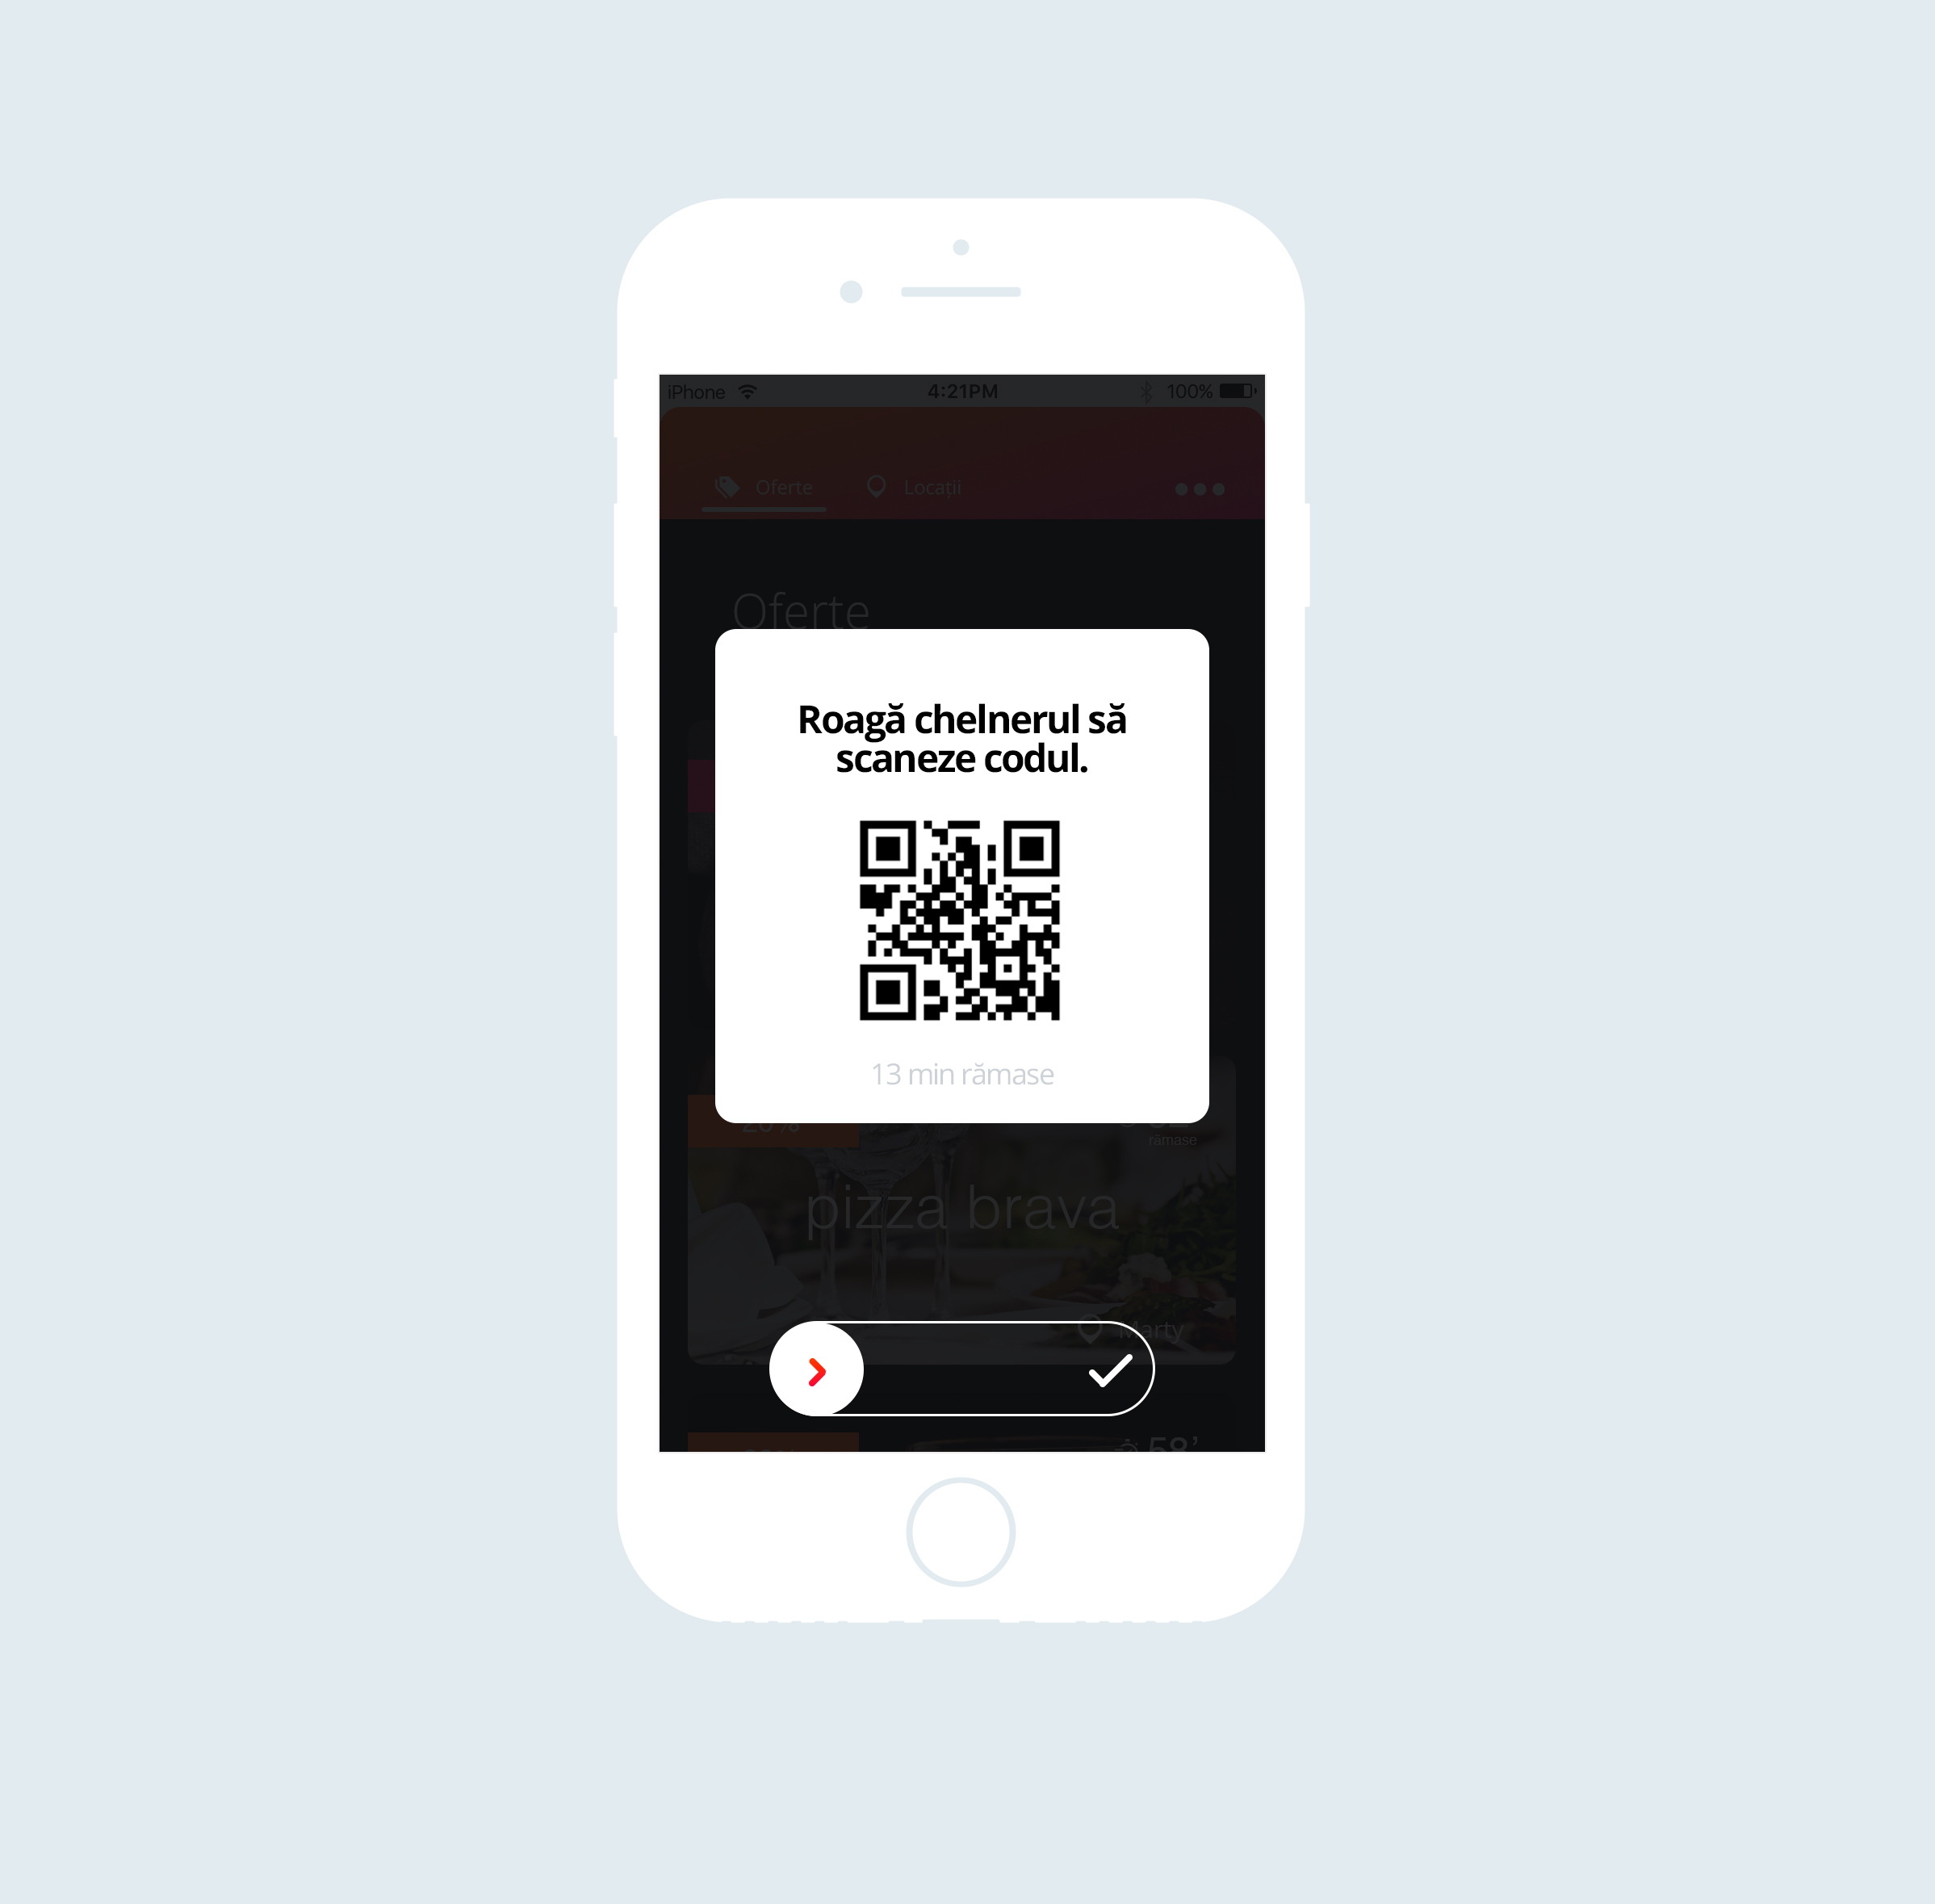 iPhone 4:21PM 100%
Oferte Locații
Oferte
Roagă chelnerul să
scaneze codul.
13 min rămase
rămase
pizza brava
Marty
58’